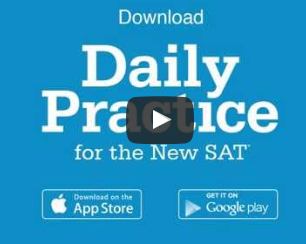 Download
Daily
Practice
for the New SAT
Download on the
App Store
GET IT ON
Google play